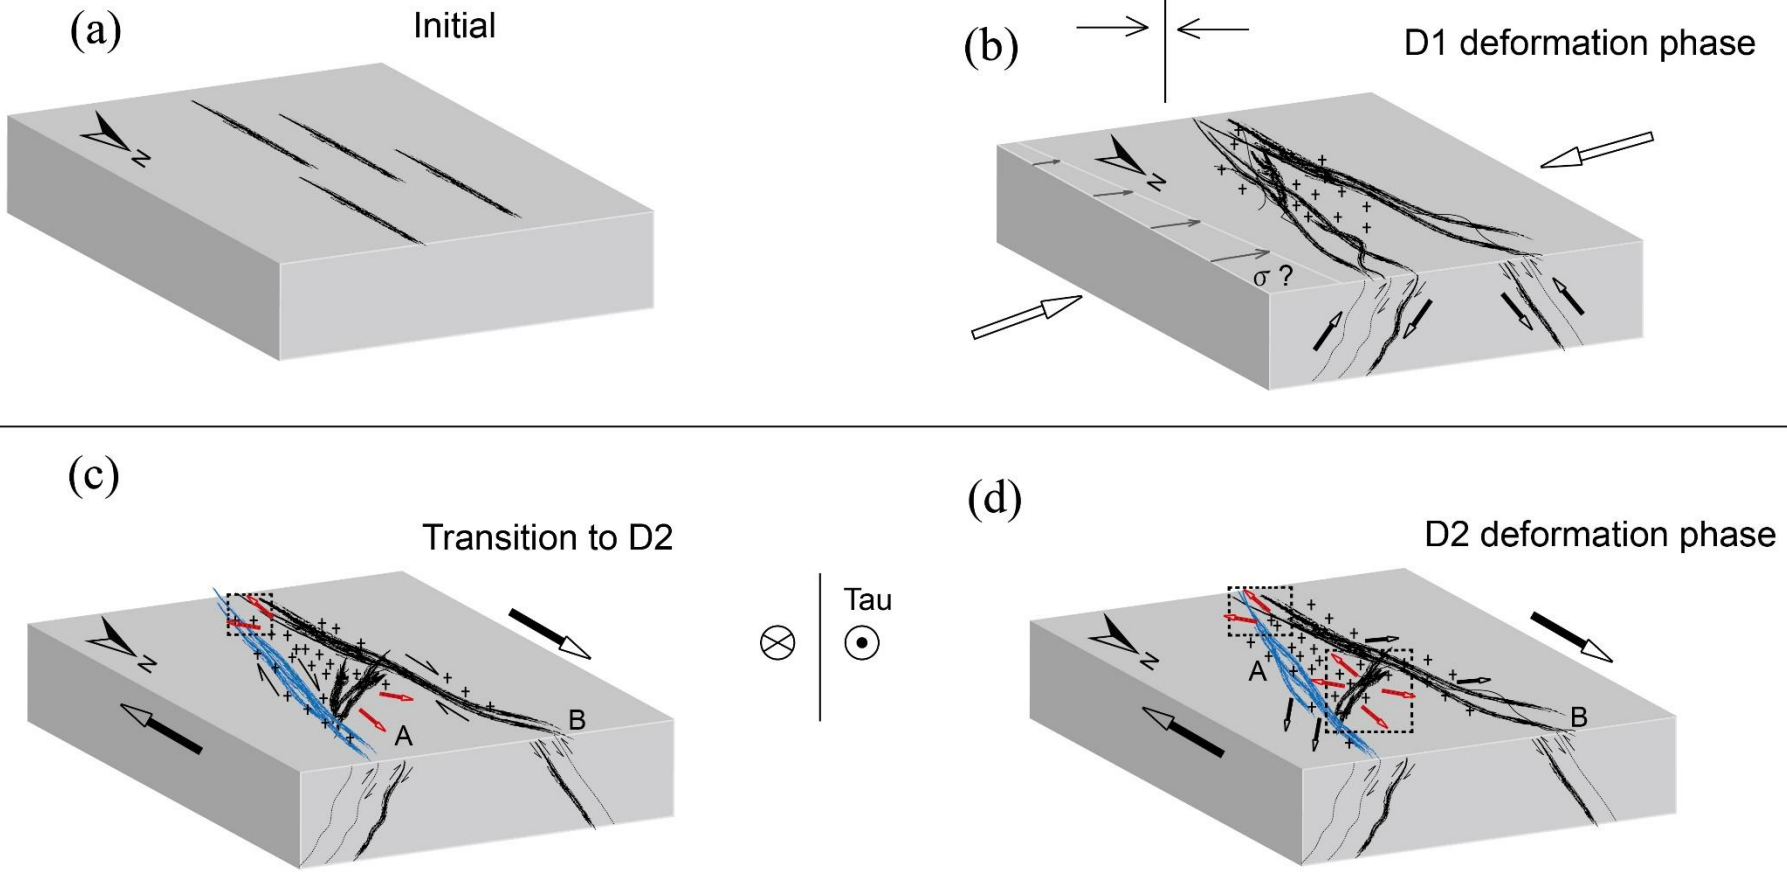 (a)
Initial
N
(b)
D1 deformation phase
N
σ ?
(c)
Transition to D2
N
A
B
Tau
(d)
D2 deformation phase
N
A
B